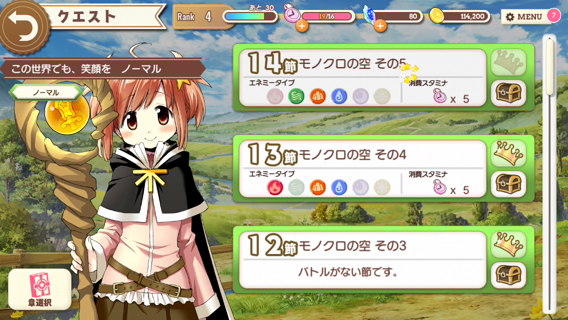 クエスト
Rank 4
あと 30
19/16
80
114,200
MENU
?
この世界でも、笑顔を ノーマル
ノーマル
14節 モノクロの空 その5
エネミータイプ
消費スタミナ
x 5
13節 モノクロの空 その4
エネミータイプ
消費スタミナ
x 5
12節 モノクロの空 その3
バトルがない節です。
章選択